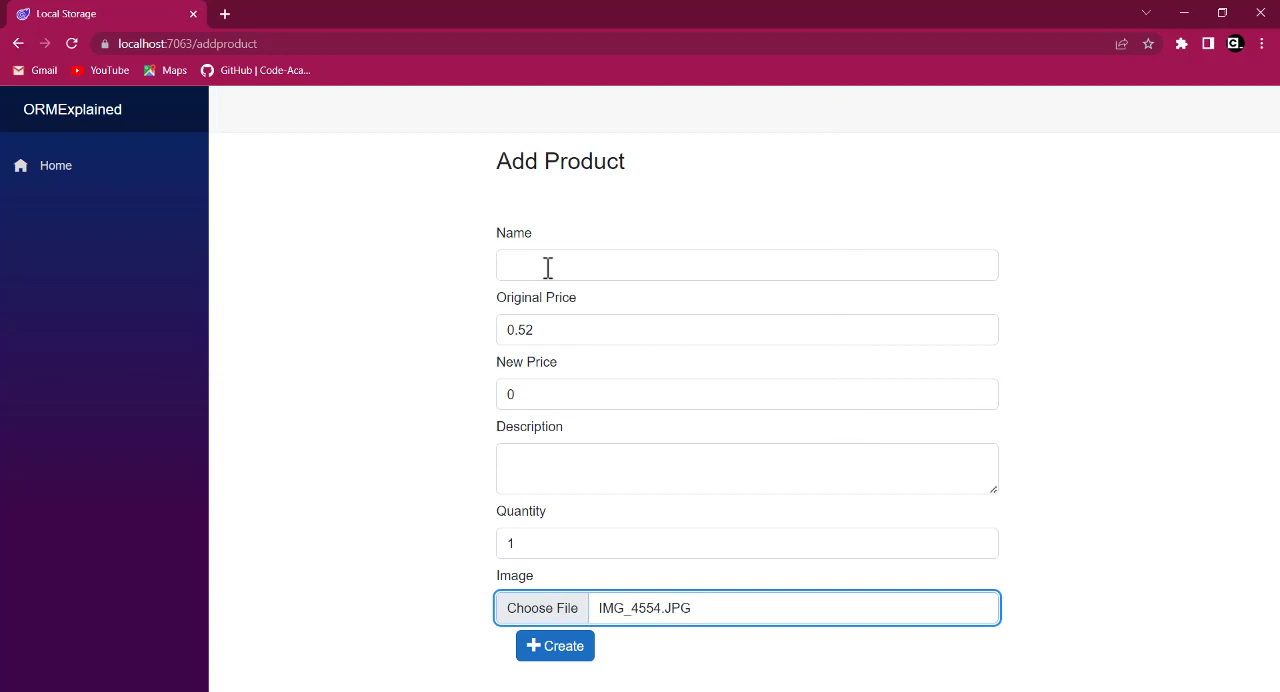 Local Storage
localhost:7063/addproduct
Gmail YouTube Maps GitHub | Code-Aca...
ORMExplained
Home
Add Product
Name
Original Price
0.52
New Price
0
Description
Quantity
1
Image
Choose File IMG_4554.JPG
Create